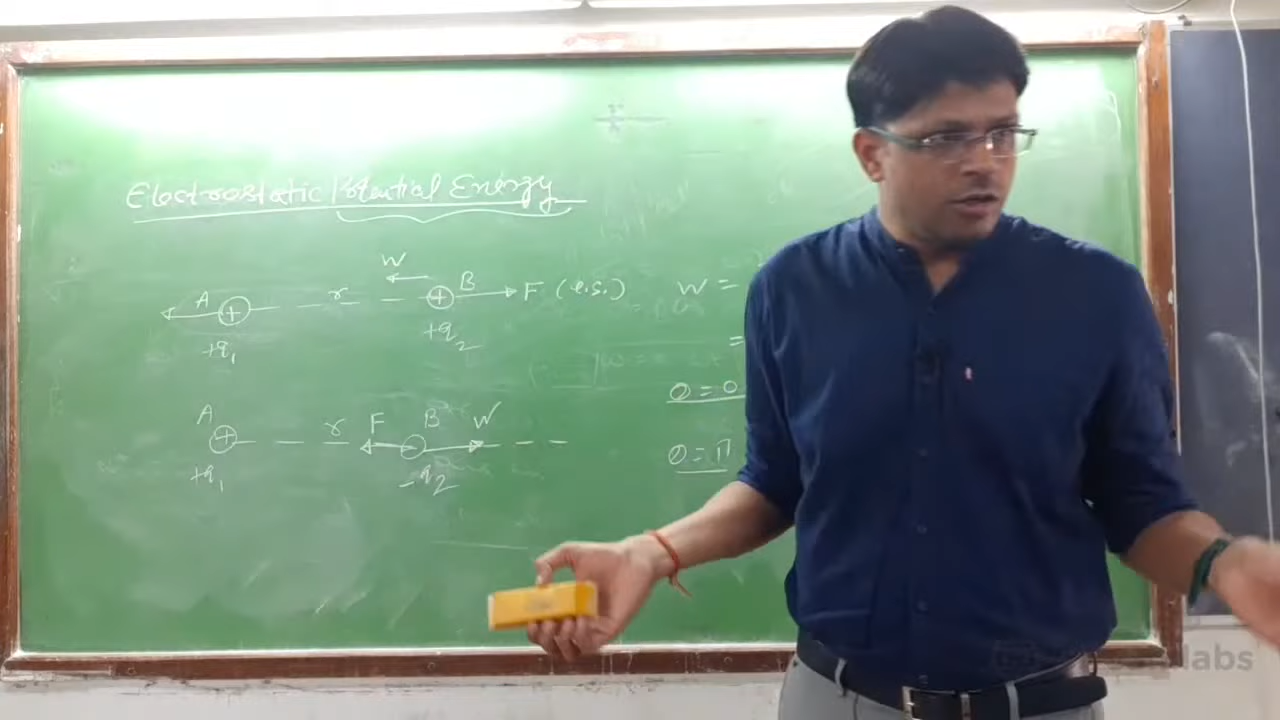 Electrostatic Potential Energy
W
A + r + B F (e.s.)
+q₁ +q₂
A + r F - B W
+q₁ -q₂
W =
=
θ = 0
θ = π
labs